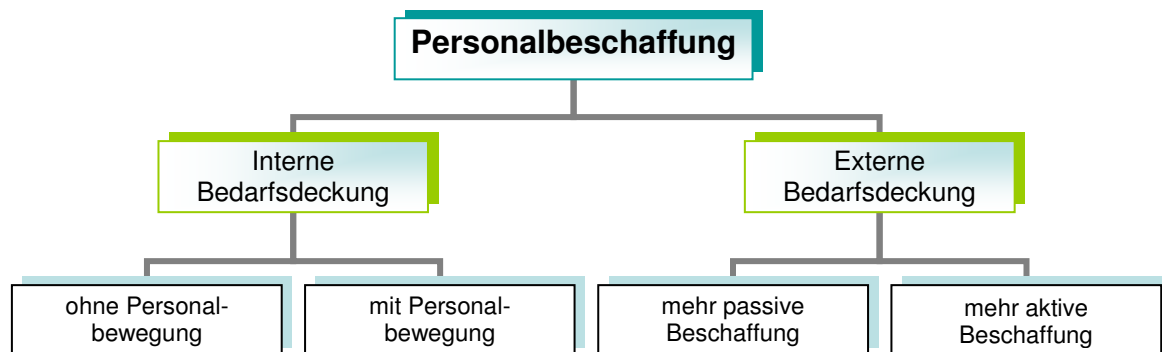 Personalbeschaffung
Interne
Bedarfsdeckung
Externe
Bedarfsdeckung
ohne Personal-
bewegung
mit Personal-
bewegung
mehr passive
Beschaffung
mehr aktive
Beschaffung